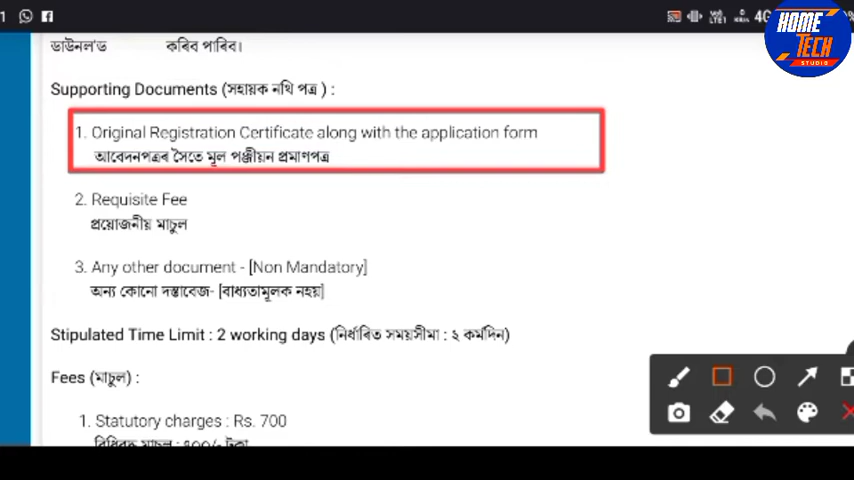 HOME
TECH
STUDIO
ডাউনল'ড কৰিব পাৰিব।
Supporting Documents (সহায়ক নথি পত্ৰ ) :
1. Original Registration Certificate along with the application form
আবেদনপত্ৰৰ সৈতে মূল পঞ্জীয়ন প্ৰমাণপত্ৰ
2. Requisite Fee
প্ৰয়োজনীয় মাচুল
3. Any other document - [Non Mandatory]
অন্য কোনো দস্তাবেজ- [বাধ্যতামূলক নহয়]
Stipulated Time Limit : 2 working days (নিৰ্ধাৰিত সময়সীমা : ২ কৰ্মদিন)
Fees (মাচুল) :
1. Statutory charges : Rs. 700